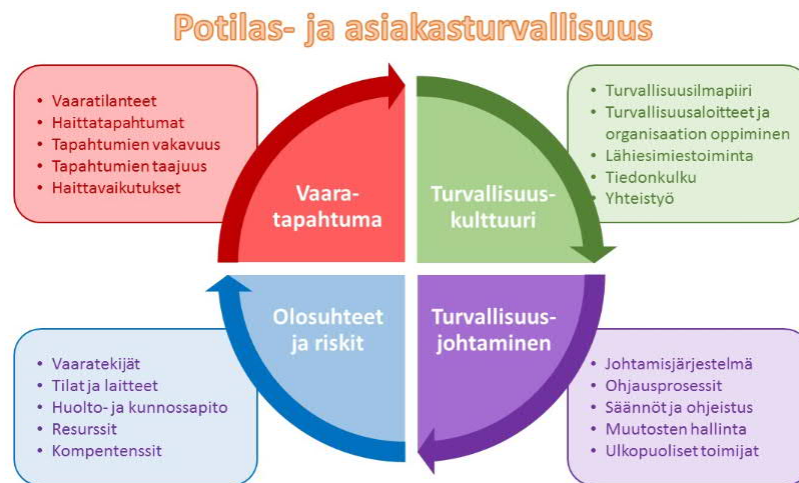 Potilas- ja asiakasturvallisuus
• Vaaratilanteet
• Haittatapahtumat
• Tapahtumien vakavuus
• Tapahtumien taajuus
• Haittavaikutukset
Vaara-
tapahtuma
Turvallisuus-
kulttuuri
• Turvallisuusilmapiiri
• Turvallisuusaloitteet ja
organisaation oppiminen
• Lähiesimiestoiminta
• Tiedonkulku
• Yhteistyö
• Vaaratekijät
• Tilat ja laitteet
• Huolto- ja kunnossapito
• Resurssit
• Kompentenssit
Olosuhteet
ja riskit
Turvallisuus-
johtaminen
• Johtamisjärjestelmä
• Ohjausprosessit
• Säännöt ja ohjeistus
• Muutosten hallinta
• Ulkopuoliset toimijat